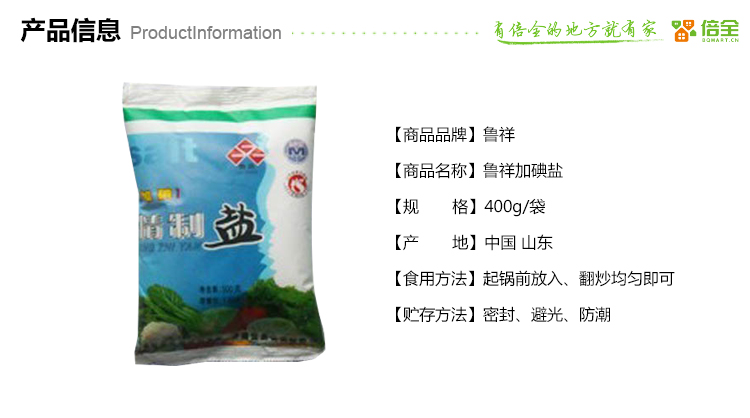 产品信息 ProductInformation
有倍全的地方就有家
倍全
BQMART.CN
salt
加碘
精制盐
【商品品牌】鲁祥
【商品名称】鲁祥加碘盐
【规 格】400g/袋
【产 地】中国 山东
【食用方法】起锅前放入、翻炒均匀即可
【贮存方法】密封、避光、防潮